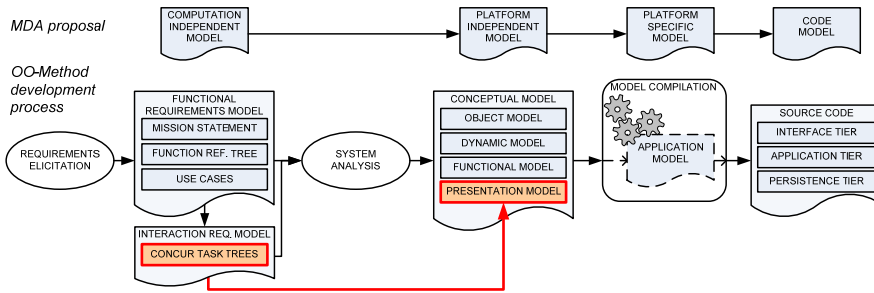 MDA proposal
COMPUTATION
INDEPENDENT
MODEL
PLATFORM
INDEPENDENT
MODEL
PLATFORM
SPECIFIC
MODEL
CODE
MODEL
OO-Method
development
process
REQUIREMENTS
ELICITATION
FUNCTIONAL
REQUIREMENTS MODEL
MISSION STATEMENT
FUNCTION REF. TREE
USE CASES
INTERACTION REQ. MODEL
CONCUR TASK TREES
SYSTEM
ANALYSIS
CONCEPTUAL MODEL
OBJECT MODEL
DYNAMIC MODEL
FUNCTIONAL MODEL
PRESENTATION MODEL
MODEL COMPILATION
APPLICATION
MODEL
SOURCE CODE
INTERFACE TIER
APPLICATION TIER
PERSISTENCE TIER